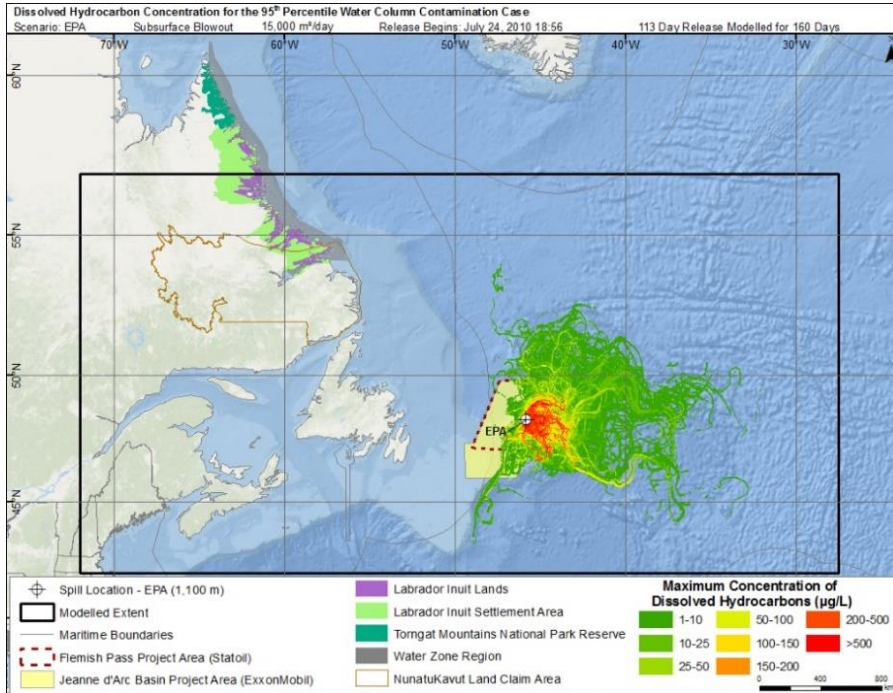 Dissolved Hydrocarbon Concentration for the 95th Percentile Water Column Contamination Case
Scenario: EPA Subsurface Blowout 15,000 m³/day Release Begins: July 24, 2010 18:56 113 Day Release Modelled for 160 Days
70°W 60°W 50°W 40°W 30°W
60°N
55°N
50°N
45°N
EPA
Spill Location - EPA (1,100 m)
Modelled Extent
Maritime Boundaries
Flemish Pass Project Area (Statoil)
Jeanne d'Arc Basin Project Area (ExxonMobil)
Labrador Inuit Lands
Labrador Inuit Settlement Area
Torngat Mountains National Park Reserve
Water Zone Region
NunatuKavut Land Claim Area
Maximum Concentration of
Dissolved Hydrocarbons (µg/L)
1-10
10-25
25-50
50-100
100-150
150-200
200-500
>500
0 400 800